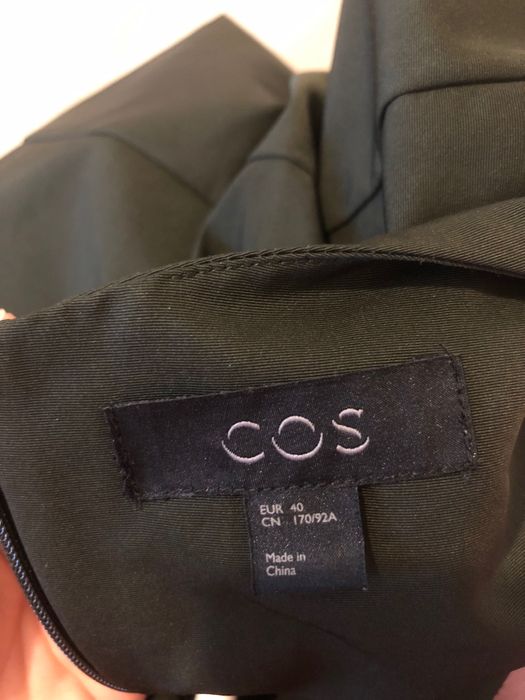 COS
EUR 40
CN 170/92A
Made in
China